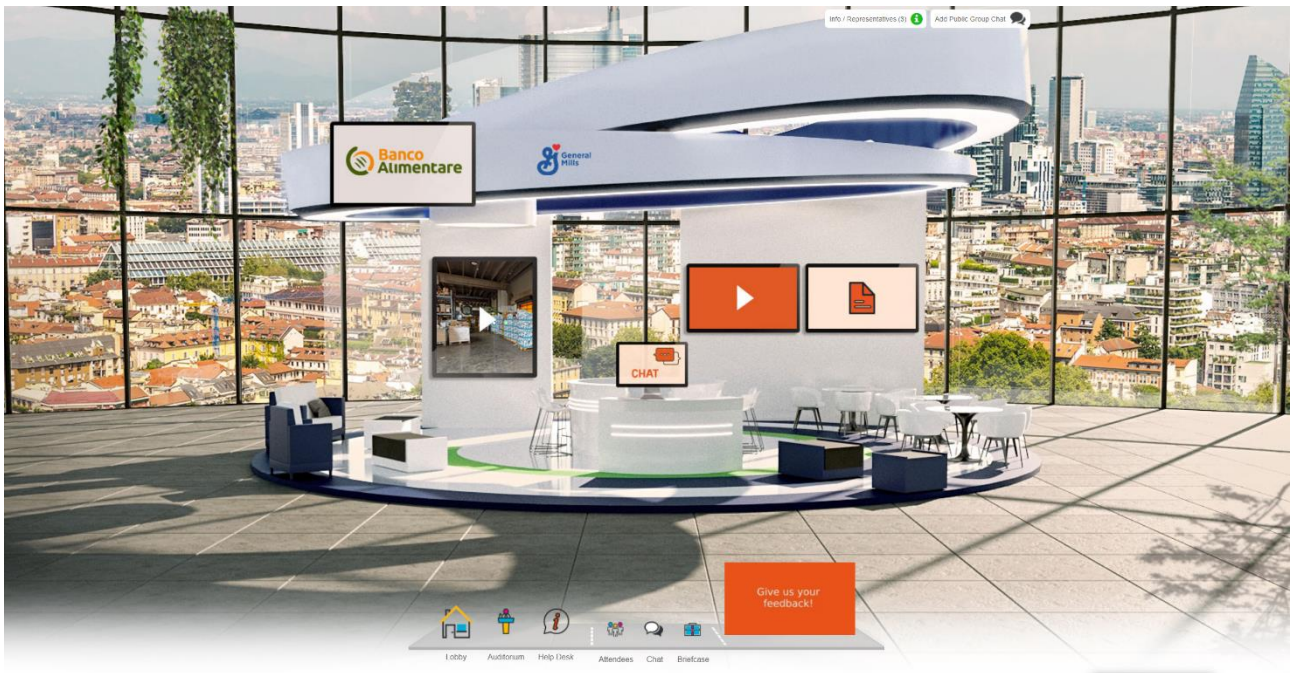 Info / Representatives (3)
Add Public Group Chat
Banco
Alimentare
General
Mills
CHAT
Give us your
feedback!
Lobby
Auditorium
Help Desk
Attendees
Chat
Briefcase